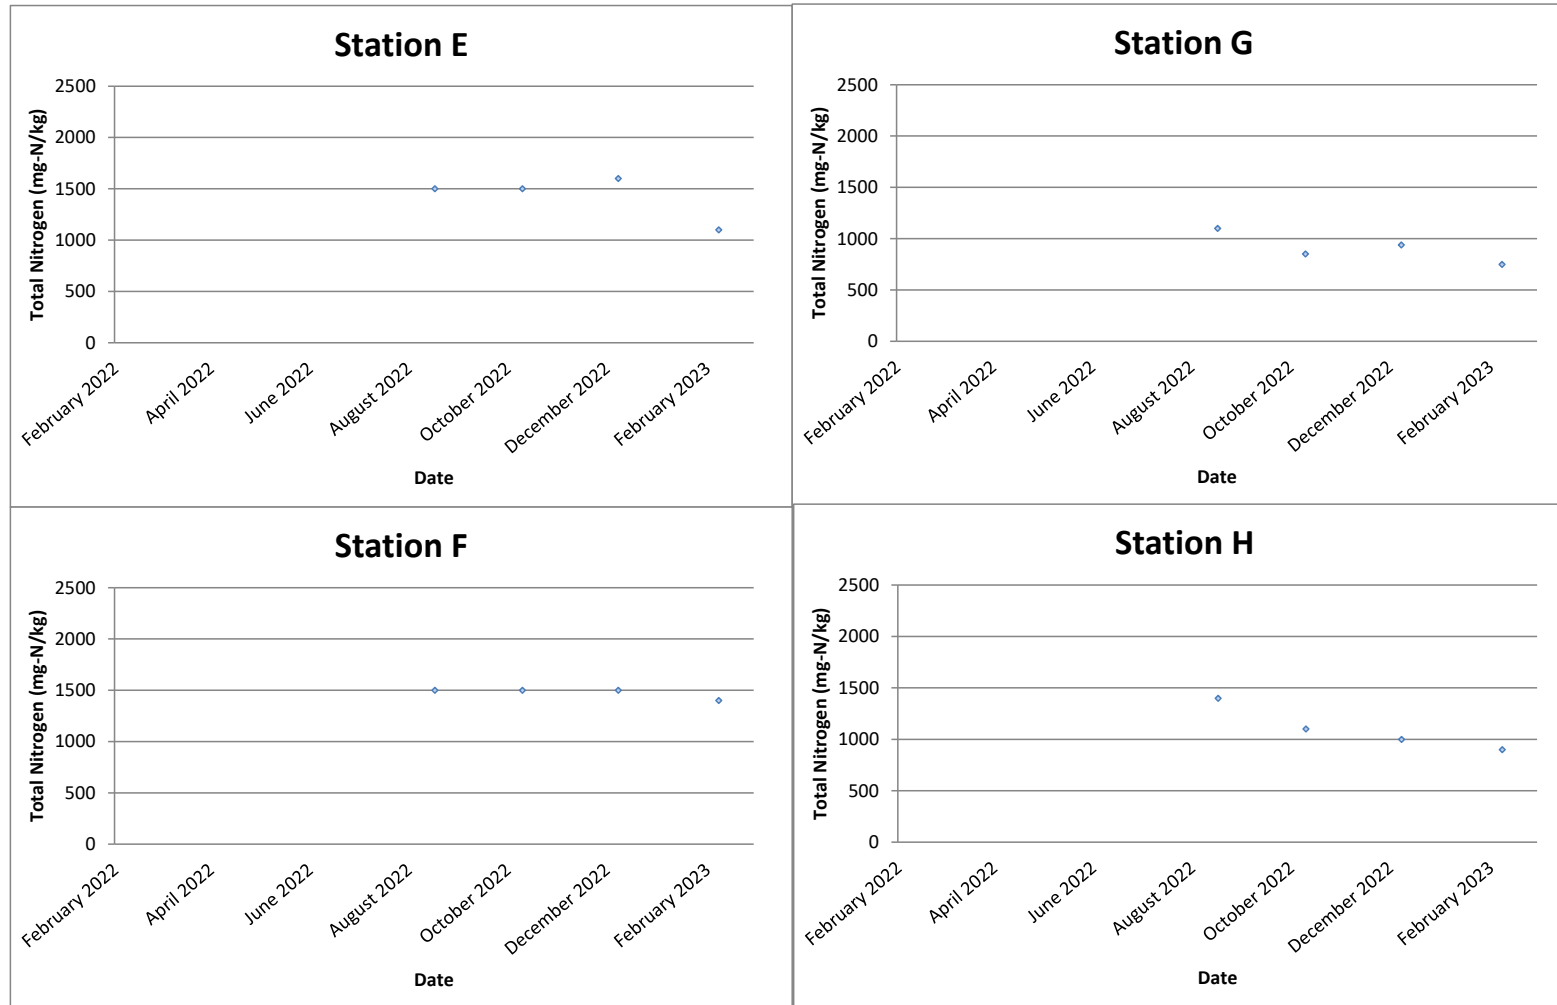 Station E
Total Nitrogen (mg-N/kg)
2500
2000
1500
1000
500
0
February 2022
April 2022
June 2022
August 2022
October 2022
December 2022
February 2023
Date
Station G
Total Nitrogen (mg-N/kg)
2500
2000
1500
1000
500
0
February 2022
April 2022
June 2022
August 2022
October 2022
December 2022
February 2023
Date
Station F
Total Nitrogen (mg-N/kg)
2500
2000
1500
1000
500
0
February 2022
April 2022
June 2022
August 2022
October 2022
December 2022
February 2023
Date
Station H
Total Nitrogen (mg-N/kg)
2500
2000
1500
1000
500
0
February 2022
April 2022
June 2022
August 2022
October 2022
December 2022
February 2023
Date